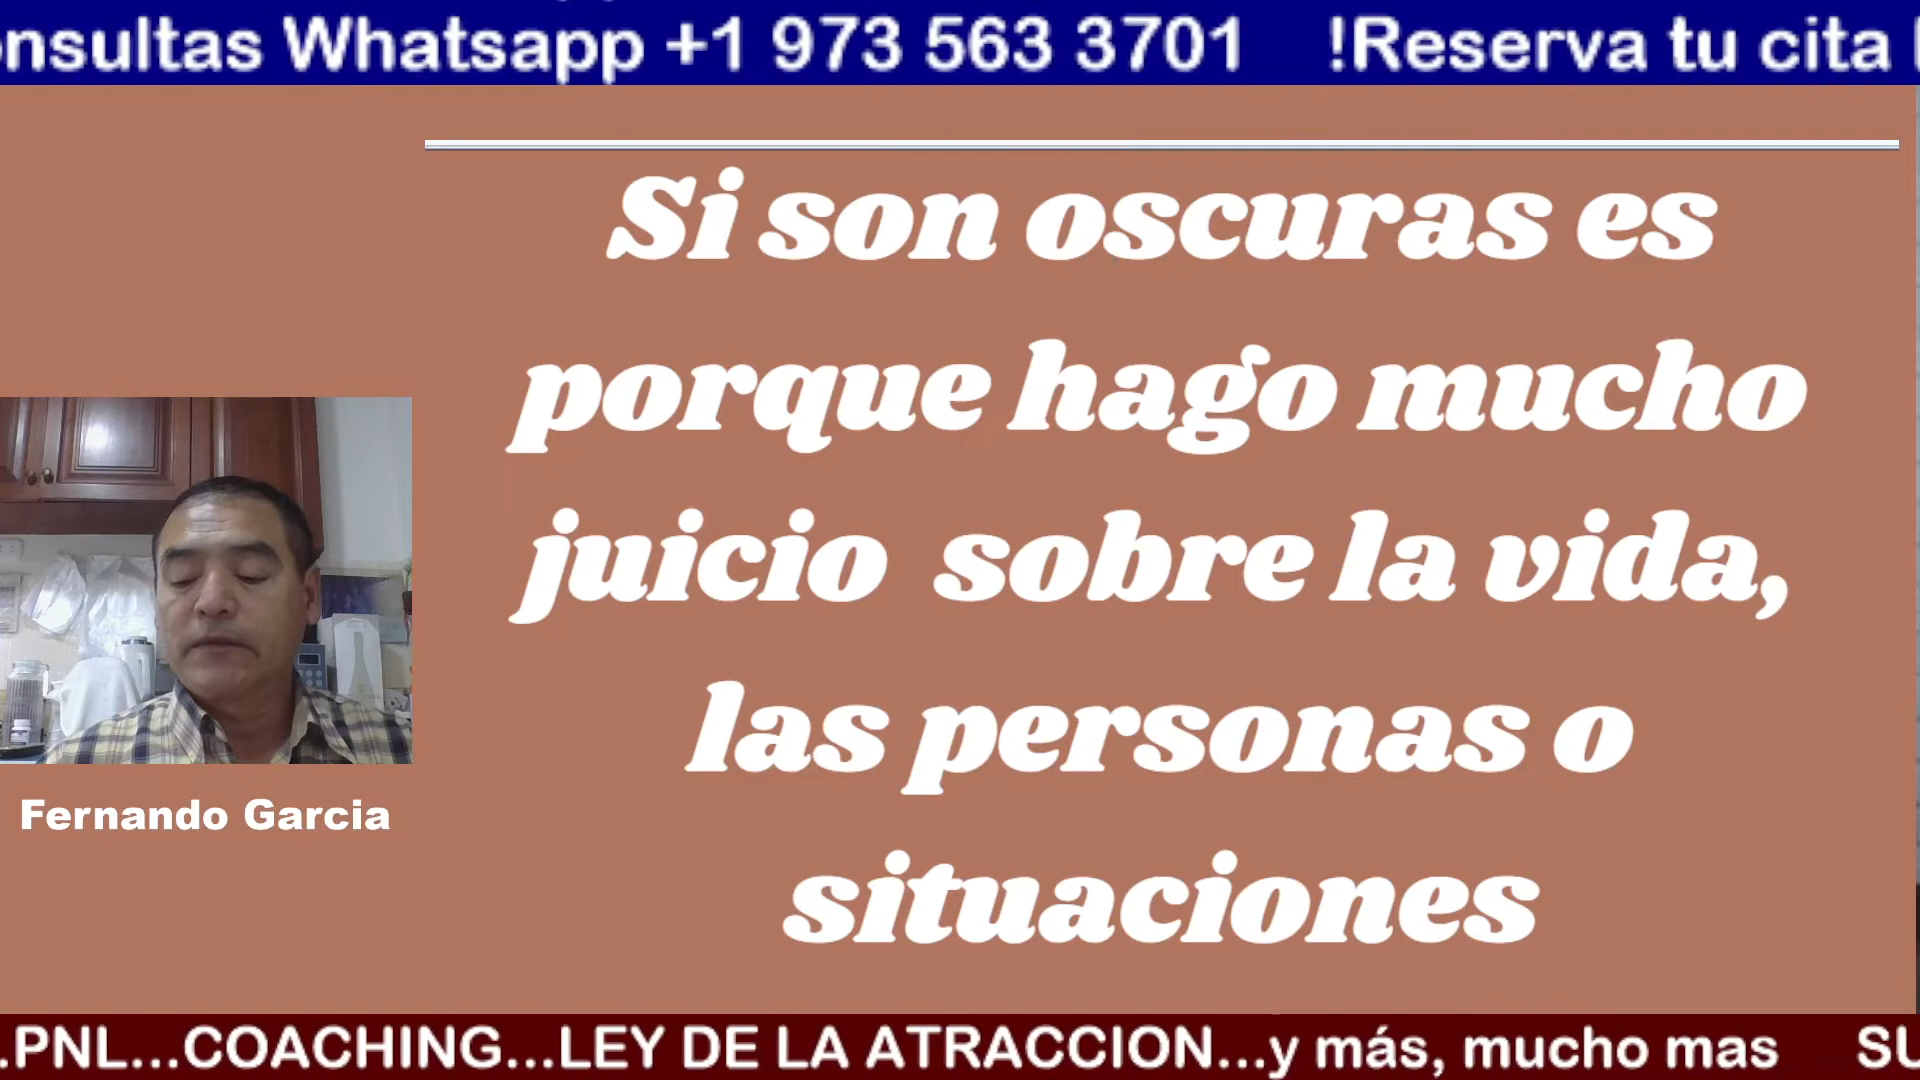 onsultas Whatsapp +1 973 563 3701 !Reserva tu cita
Si son oscuras es
porque hago mucho
juicio sobre la vida,
las personas o
situaciones
Fernando Garcia
.PNL...COACHING...LEY DE LA ATRACCION...y más, mucho mas SU